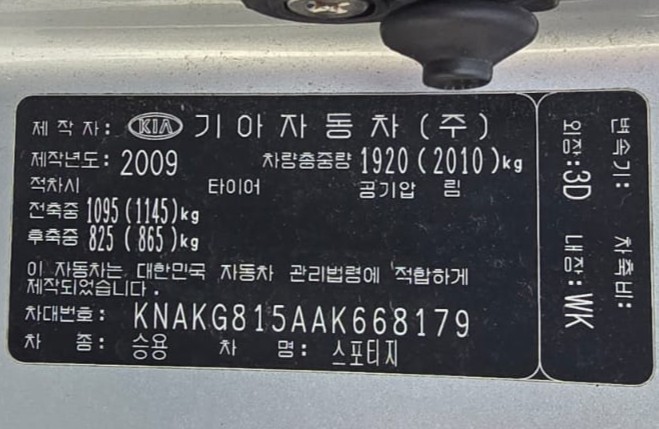 제 작 자: KIA 기 아 자 동 차 (주)
제작년도: 2009 차량총중량 1920 (2010)kg
적차시 타이어 공기압 림
전축중 1095 (1145)kg
후축중 825 (865)kg
이 자동차는 대한민국 자동차 관리법령에 적합하게
제작되었습니다.
차대번호: KNAKG815AAK668179
차 종: 승용 차 명: 스포티지
변속기: 차축비:
외장:3D 내장:WK